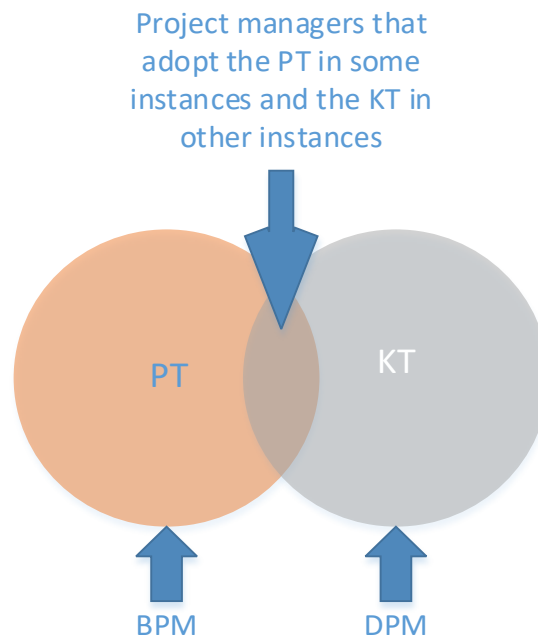 Project managers that
adopt the PT in some
instances and the KT in
other instances
PT
KT
BPM
DPM